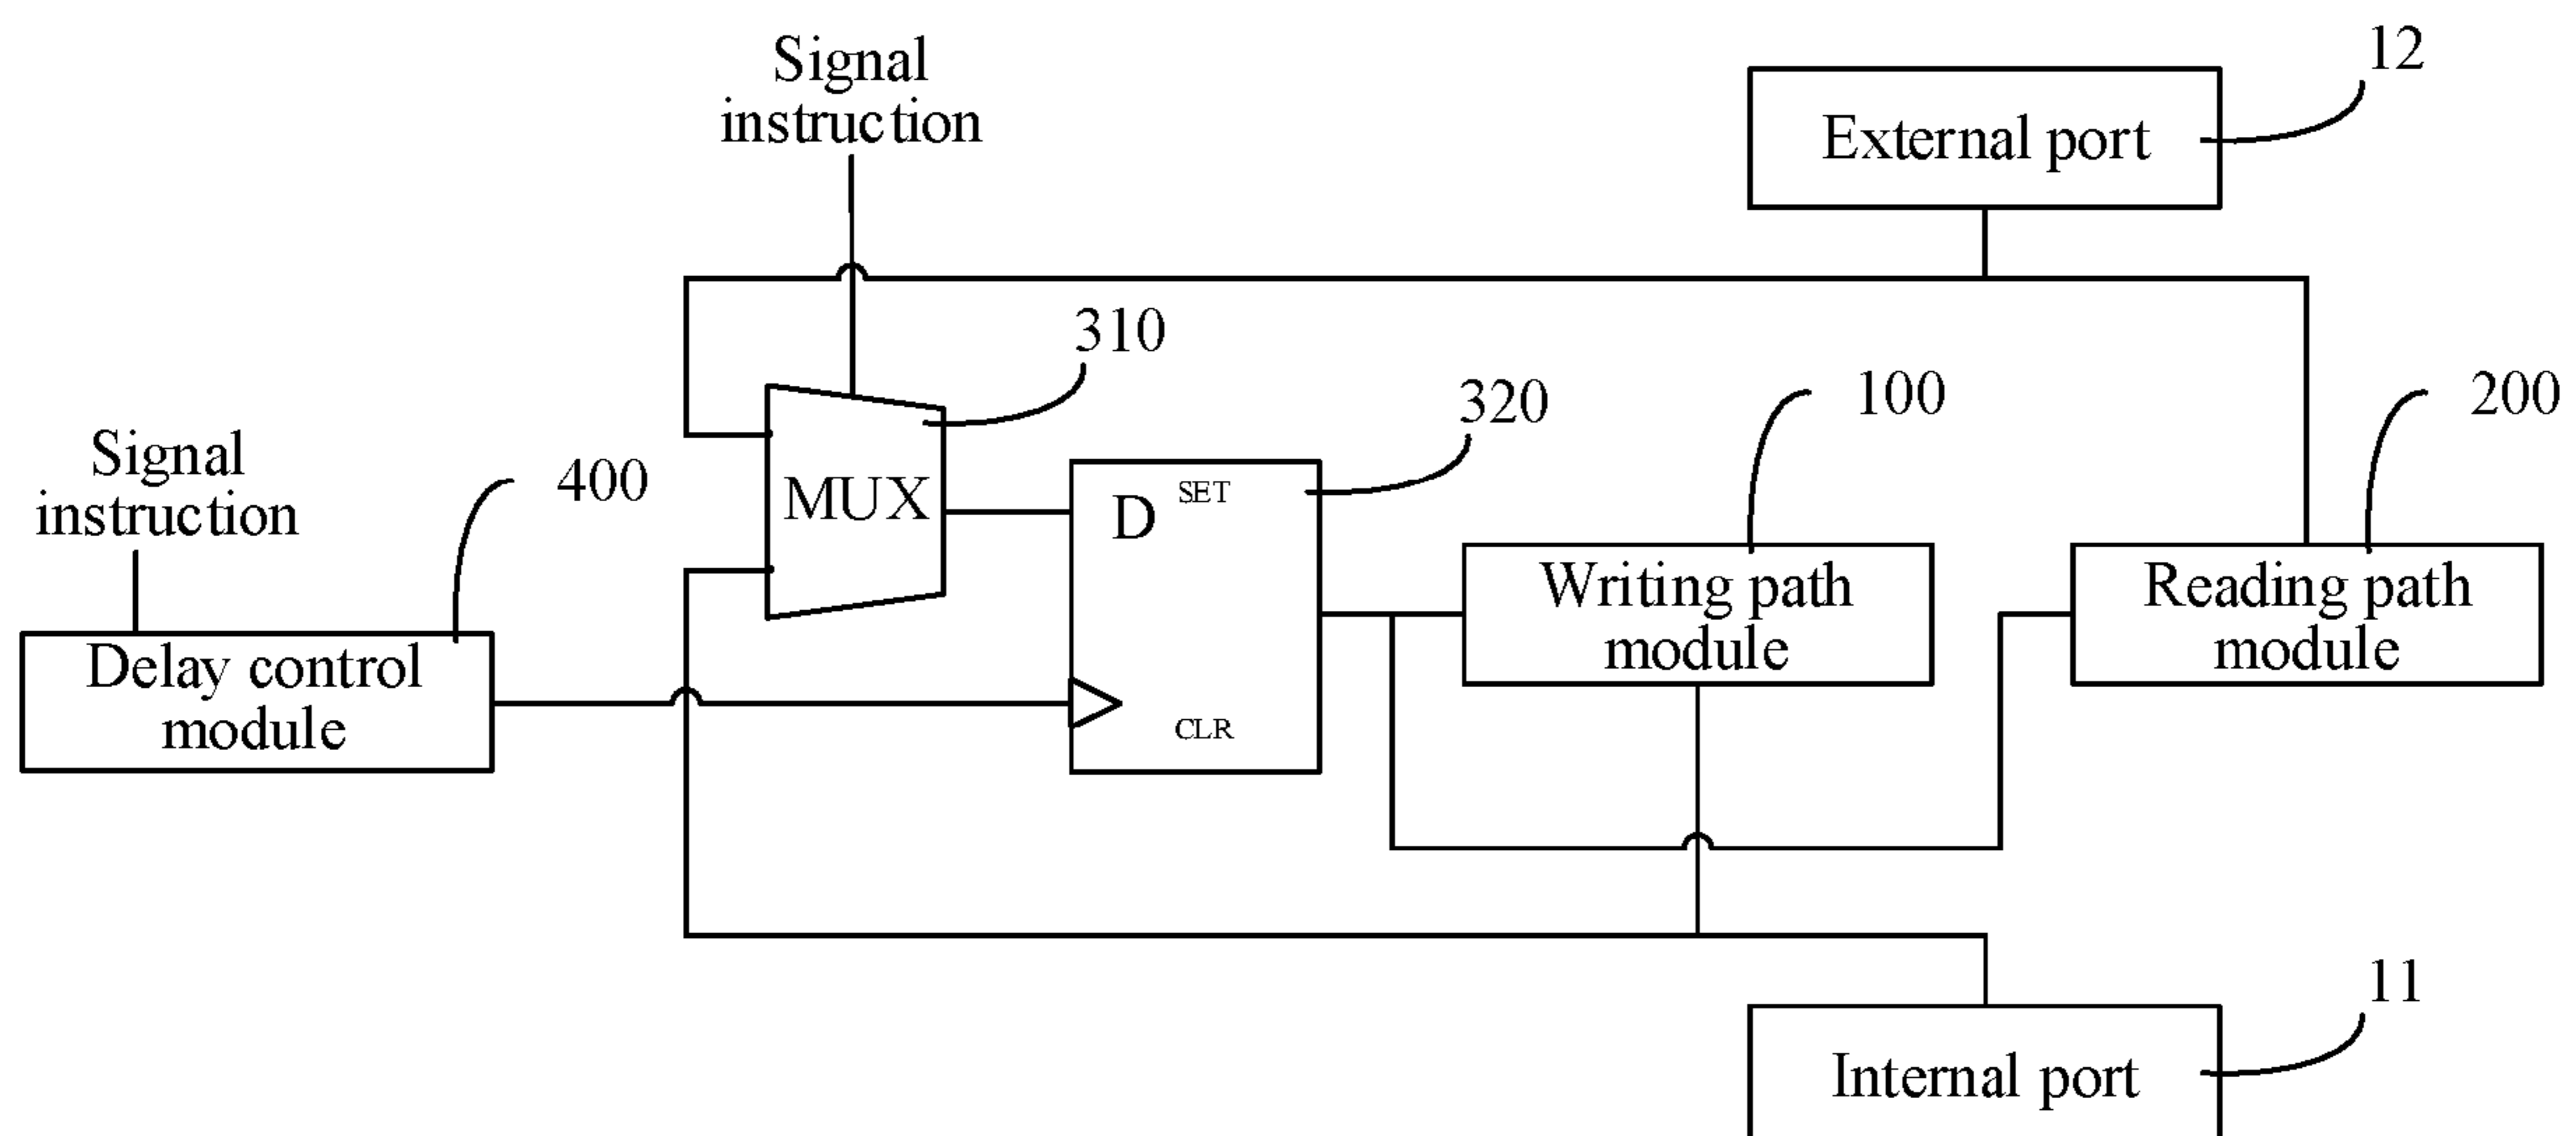 Signal
instruction
12
External port
310
320
100
200
Signal
instruction
400
MUX
D
SET
Writing path
module
Reading path
module
Delay control
module
CLR
11
Internal port